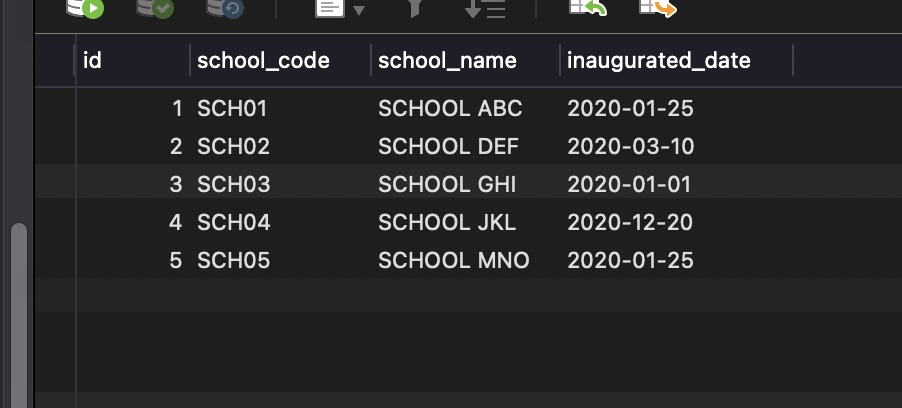 id school_code school_name inaugurated_date
1 SCH01 SCHOOL ABC 2020-01-25
2 SCH02 SCHOOL DEF 2020-03-10
3 SCH03 SCHOOL GHI 2020-01-01
4 SCH04 SCHOOL JKL 2020-12-20
5 SCH05 SCHOOL MNO 2020-01-25